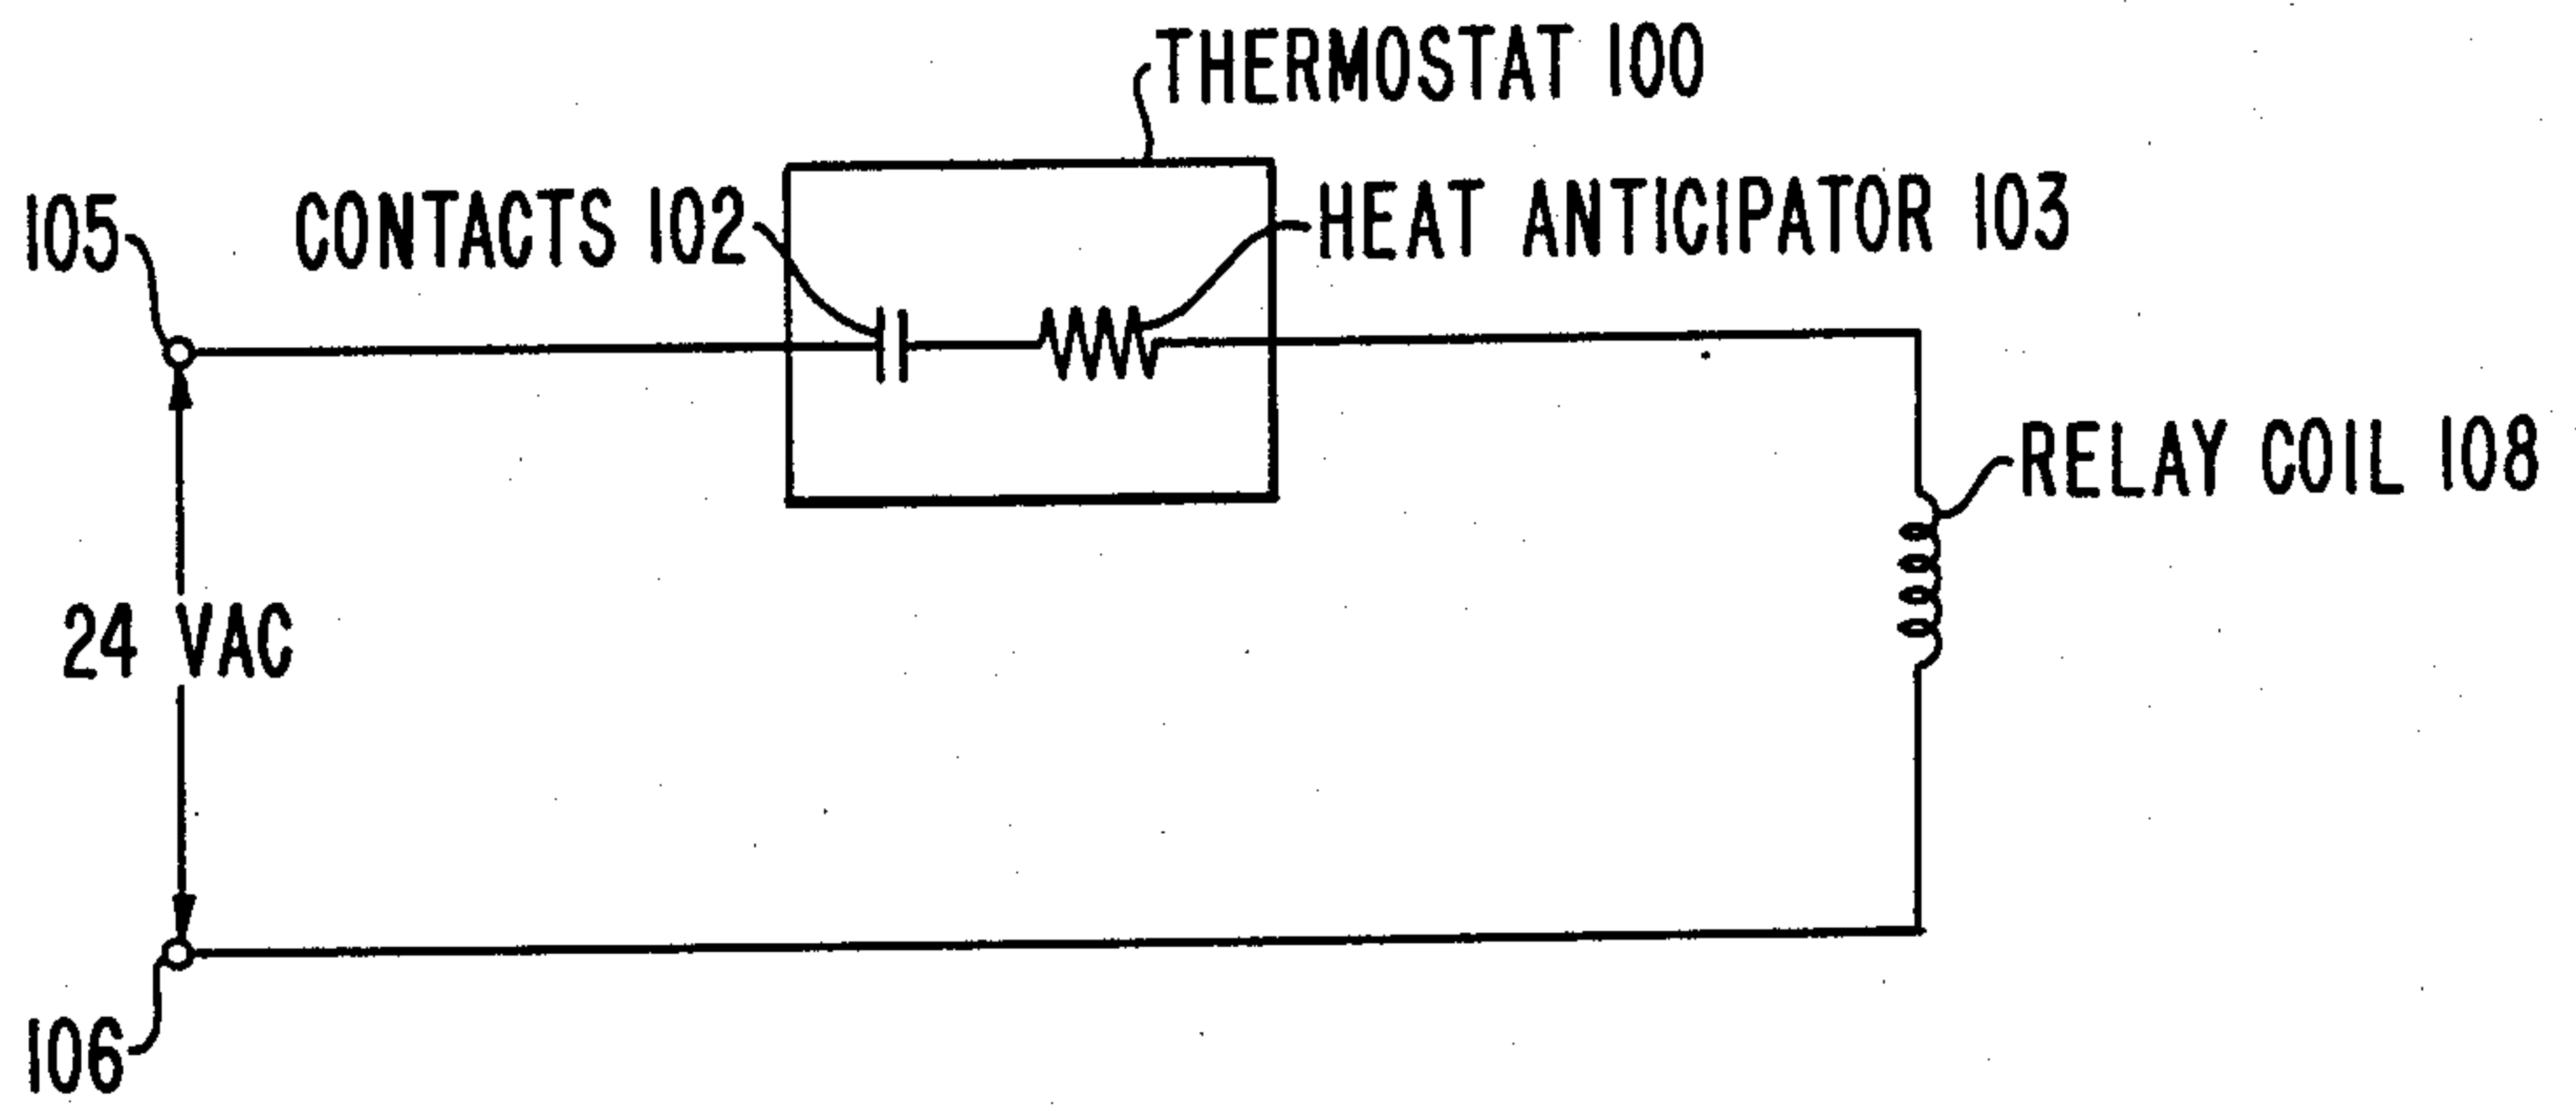 THERMOSTAT 100
105
CONTACTS 102
HEAT ANTICIPATOR 103
RELAY COIL 108
24 VAC
106